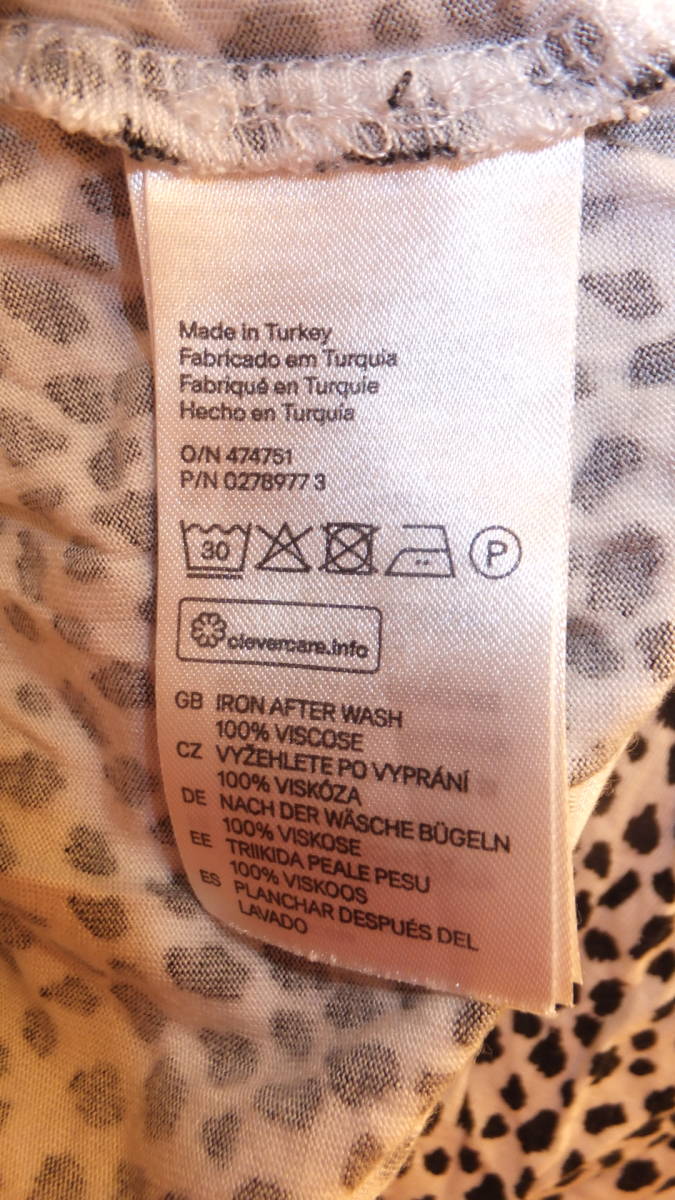 Made in Turkey
Fabricado em Turquia
Fabriqué en Turquie
Hecho en Turquía
O/N 474751
P/N 0278977 3
30 P
clevercare.info
GB IRON AFTER WASH
100% VISCOSE
CZ VYŽEHLETE PO VYPRÁNÍ
100% VISKÓZA
DE NACH DER WÄSCHE BÜGELN
100% VISKOSE
EE TRIIKIDA PEALE PESU
100% VISKOOS
ES PLANCHAR DESPUÉS DEL
LAVADO